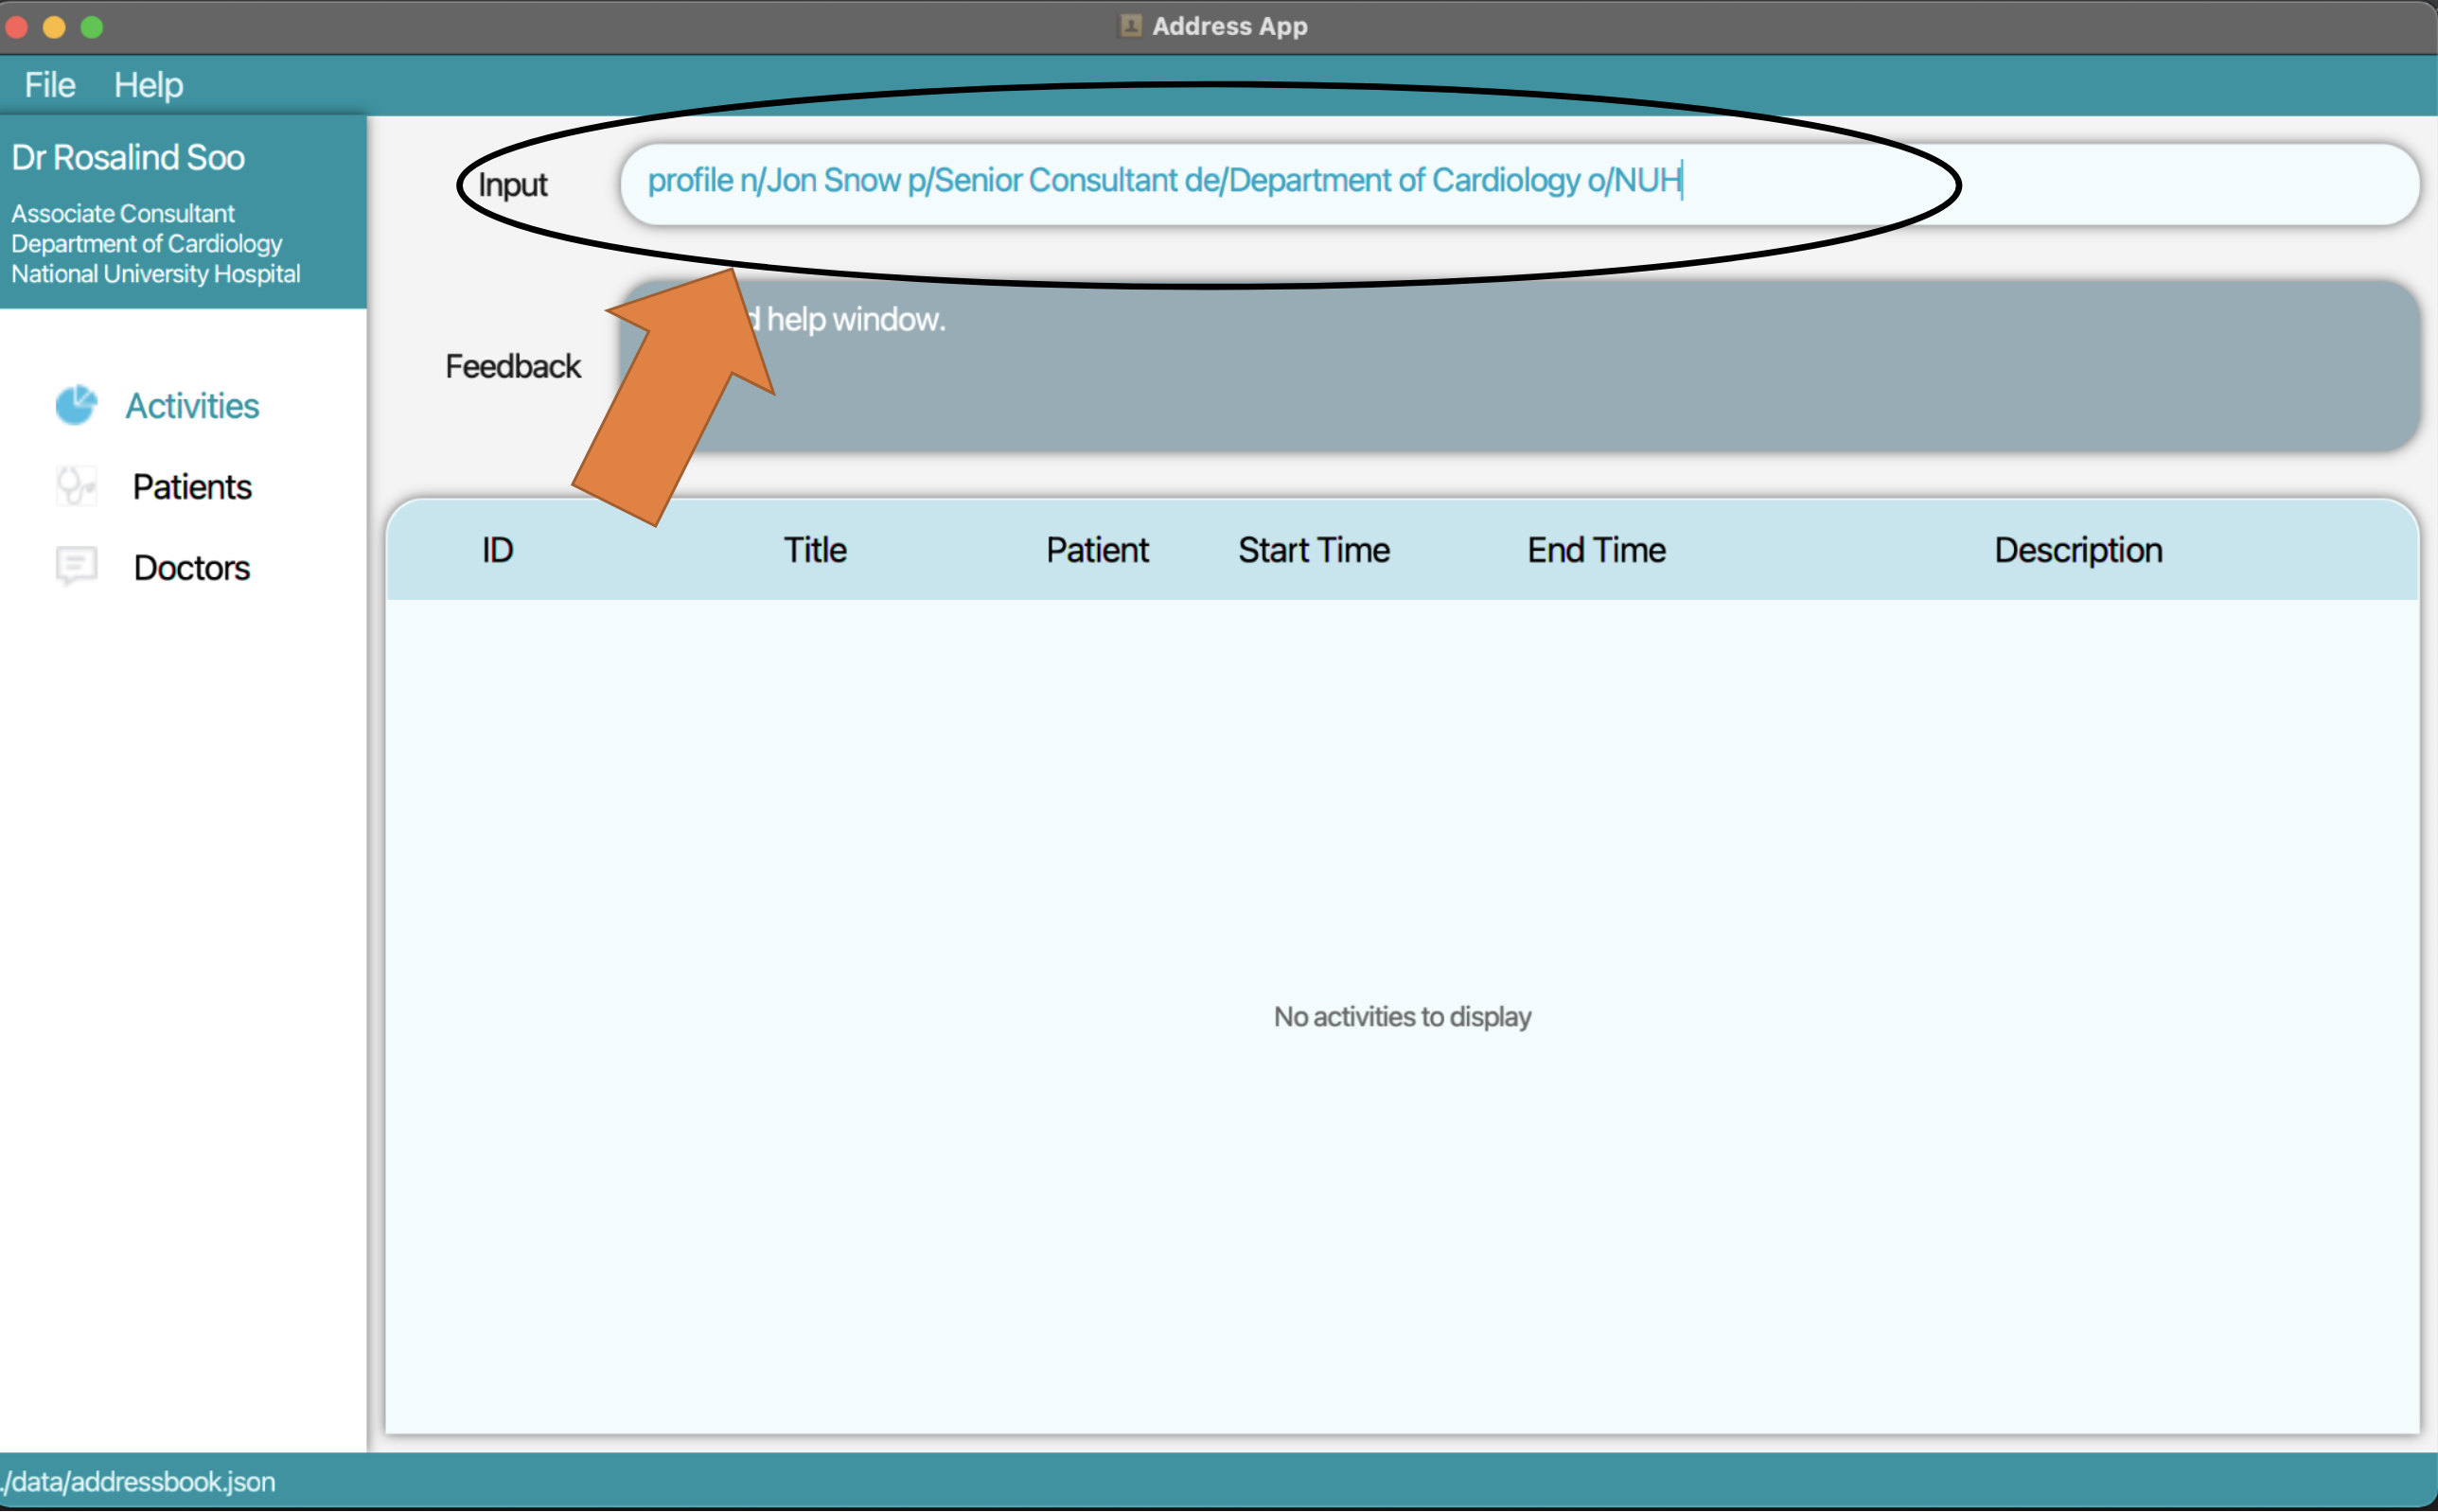 Address App
File Help
Dr Rosalind Soo
Associate Consultant
Department of Cardiology
National University Hospital
Activities
Patients
Doctors
Input
profile n/Jon Snow p/Senior Consultant de/Department of Cardiology o/NUH
Feedback
help window.
ID Title Patient Start Time End Time Description
No activities to display
./data/addressbook.json